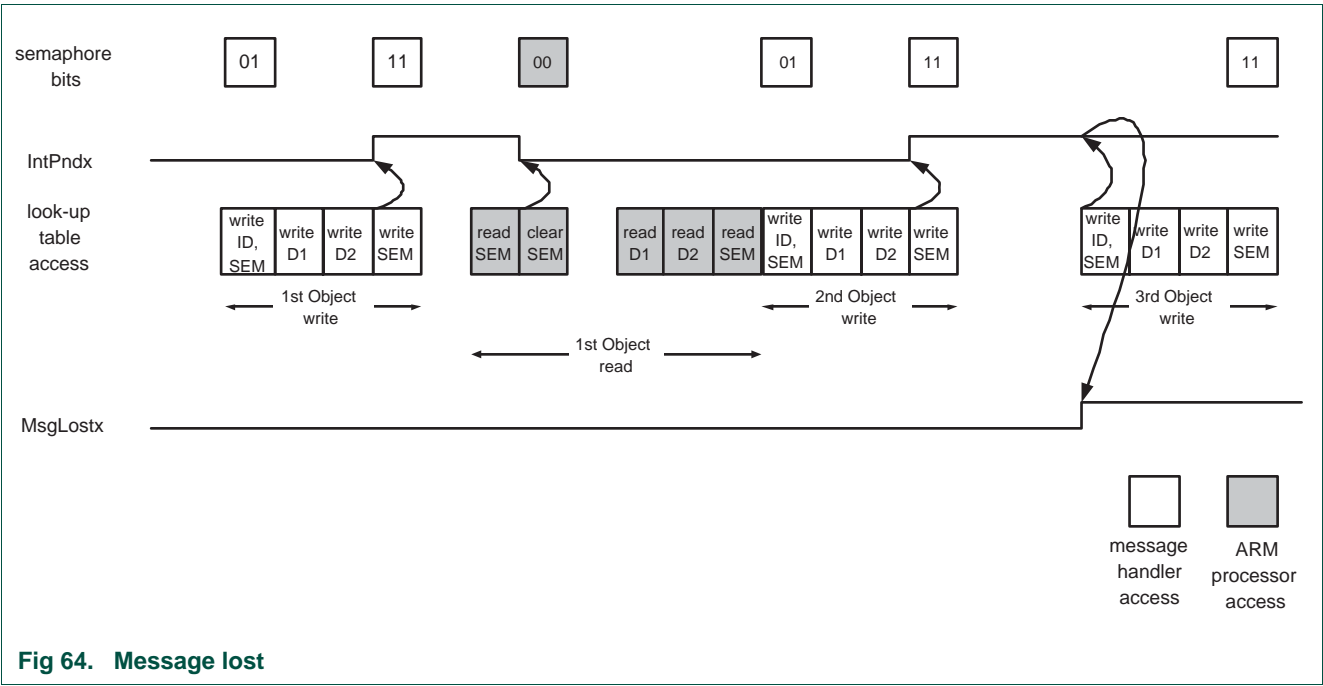 semaphore
bits
01
11
00
01
11
11
IntPndx
look-up
table
access
write
ID,
SEM
write
D1
write
D2
write
SEM
read
SEM
clear
SEM
read
D1
read
D2
read
SEM
write
ID,
SEM
write
D1
write
D2
write
SEM
write
ID,
SEM
write
D1
write
D2
write
SEM
1st Object
write
2nd Object
write
3rd Object
write
1st Object
read
MsgLostx
message
handler
access
ARM
processor
access
Fig 64. Message lost